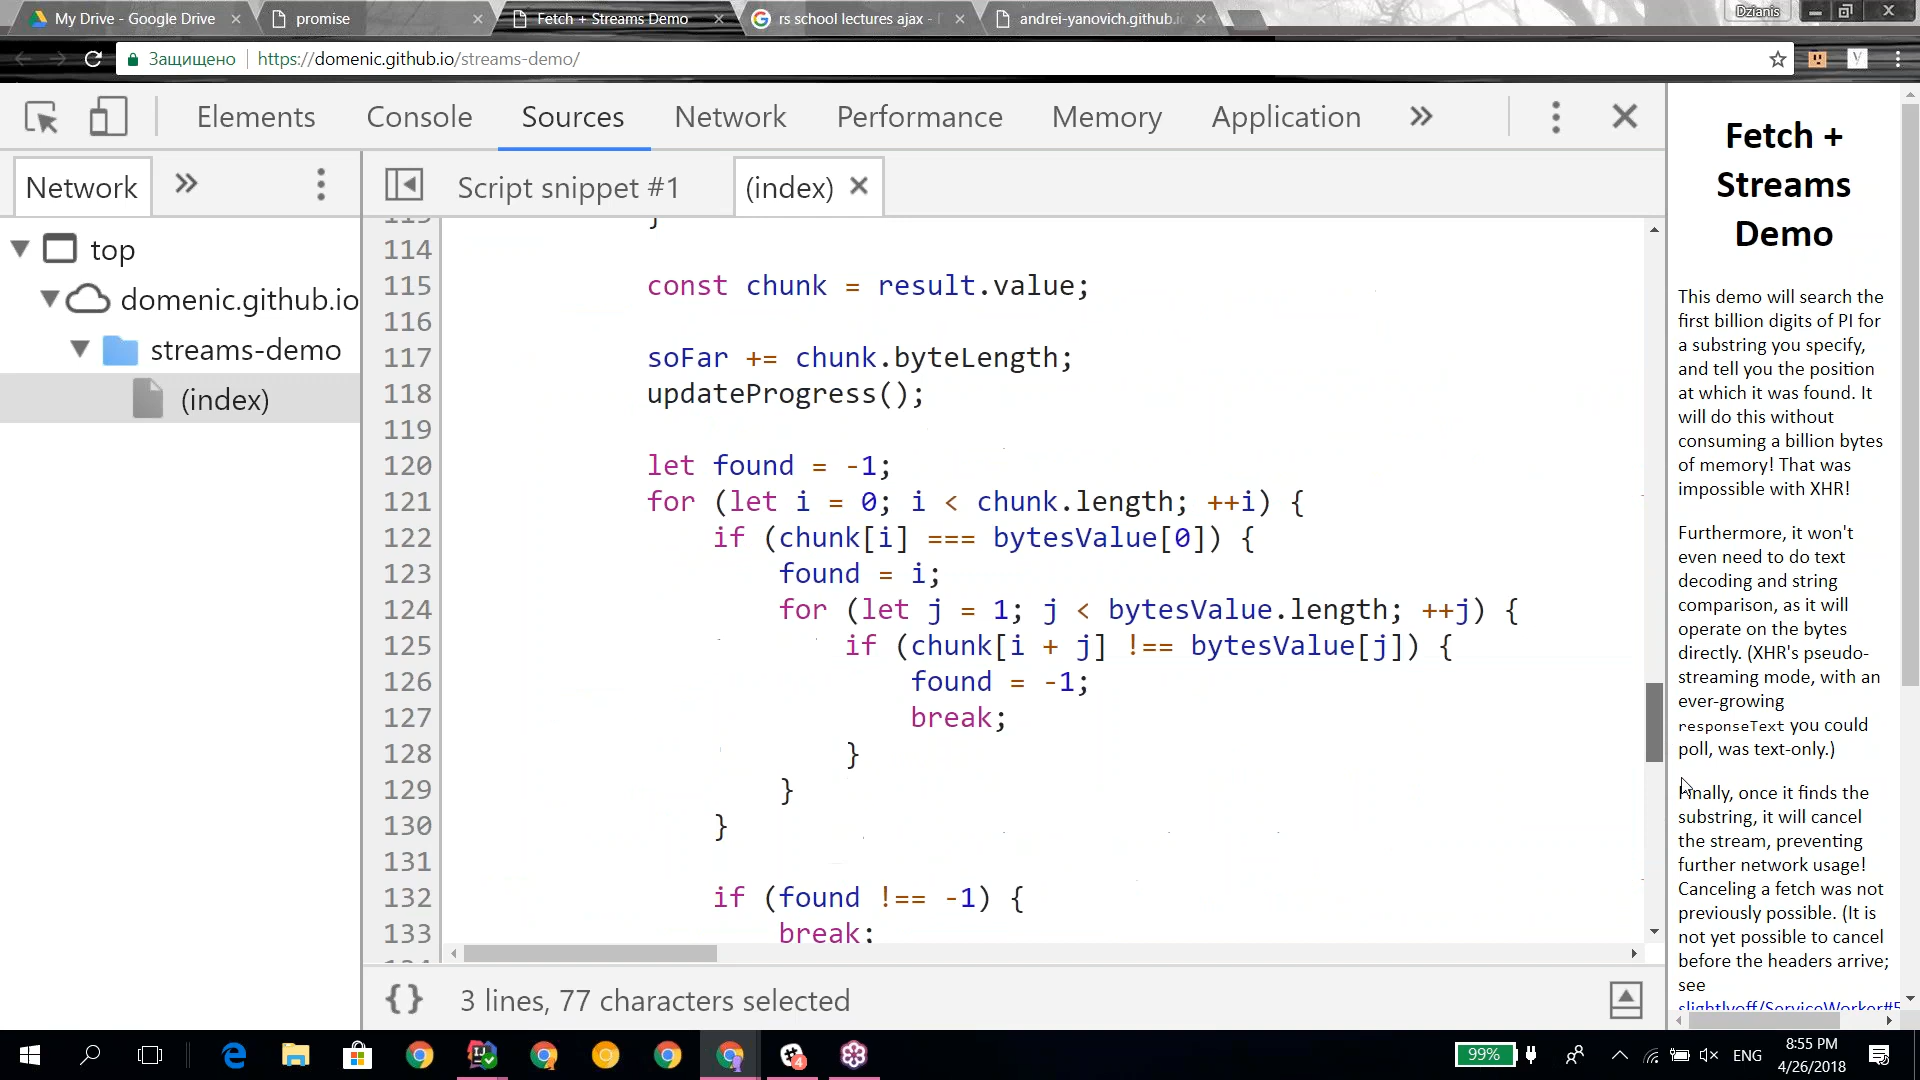 My Drive - Google Drive
promise
Fetch + Streams Demo
rs school lectures ajax -
andrei-yanovich.github.
Dzianis
Защищено
https://domenic.github.io/streams-demo/
Elements
Console
Sources
Network
Performance
Memory
Application
Network
Script snippet #1
(index)
top
domenic.github.io
streams-demo
(index)
113 }
114
115 const chunk = result.value;
116
117 soFar += chunk.byteLength;
118 updateProgress();
119
120 let found = -1;
121 for (let i = 0; i < chunk.length; ++i) {
122 if (chunk[i] === bytesValue[0]) {
123 found = i;
124 for (let j = 1; j < bytesValue.length; ++j) {
125 if (chunk[i + j] !== bytesValue[j]) {
126 found = -1;
127 break;
128 }
129 }
130 }
131
132 if (found !== -1) {
133 break;
{} 3 lines, 77 characters selected
Fetch +
Streams
Demo
This demo will search the
first billion digits of PI for
a substring you specify,
and tell you the position
at which it was found. It
will do this without
consuming a billion bytes
of memory! That was
impossible with XHR!
Furthermore, it won't
even need to do text
decoding and string
comparison, as it will
operate on the bytes
directly. (XHR's pseudo-
streaming mode, with an
ever-growing
responseText you could
poll, was text-only.)
Finally, once it finds the
substring, it will cancel
the stream, preventing
further network usage!
Canceling a fetch was not
previously possible. (It is
not yet possible to cancel
before the headers arrive;
see
slightlyoff/ServiceWorker#5
99%
ENG
8:55 PM
4/26/2018